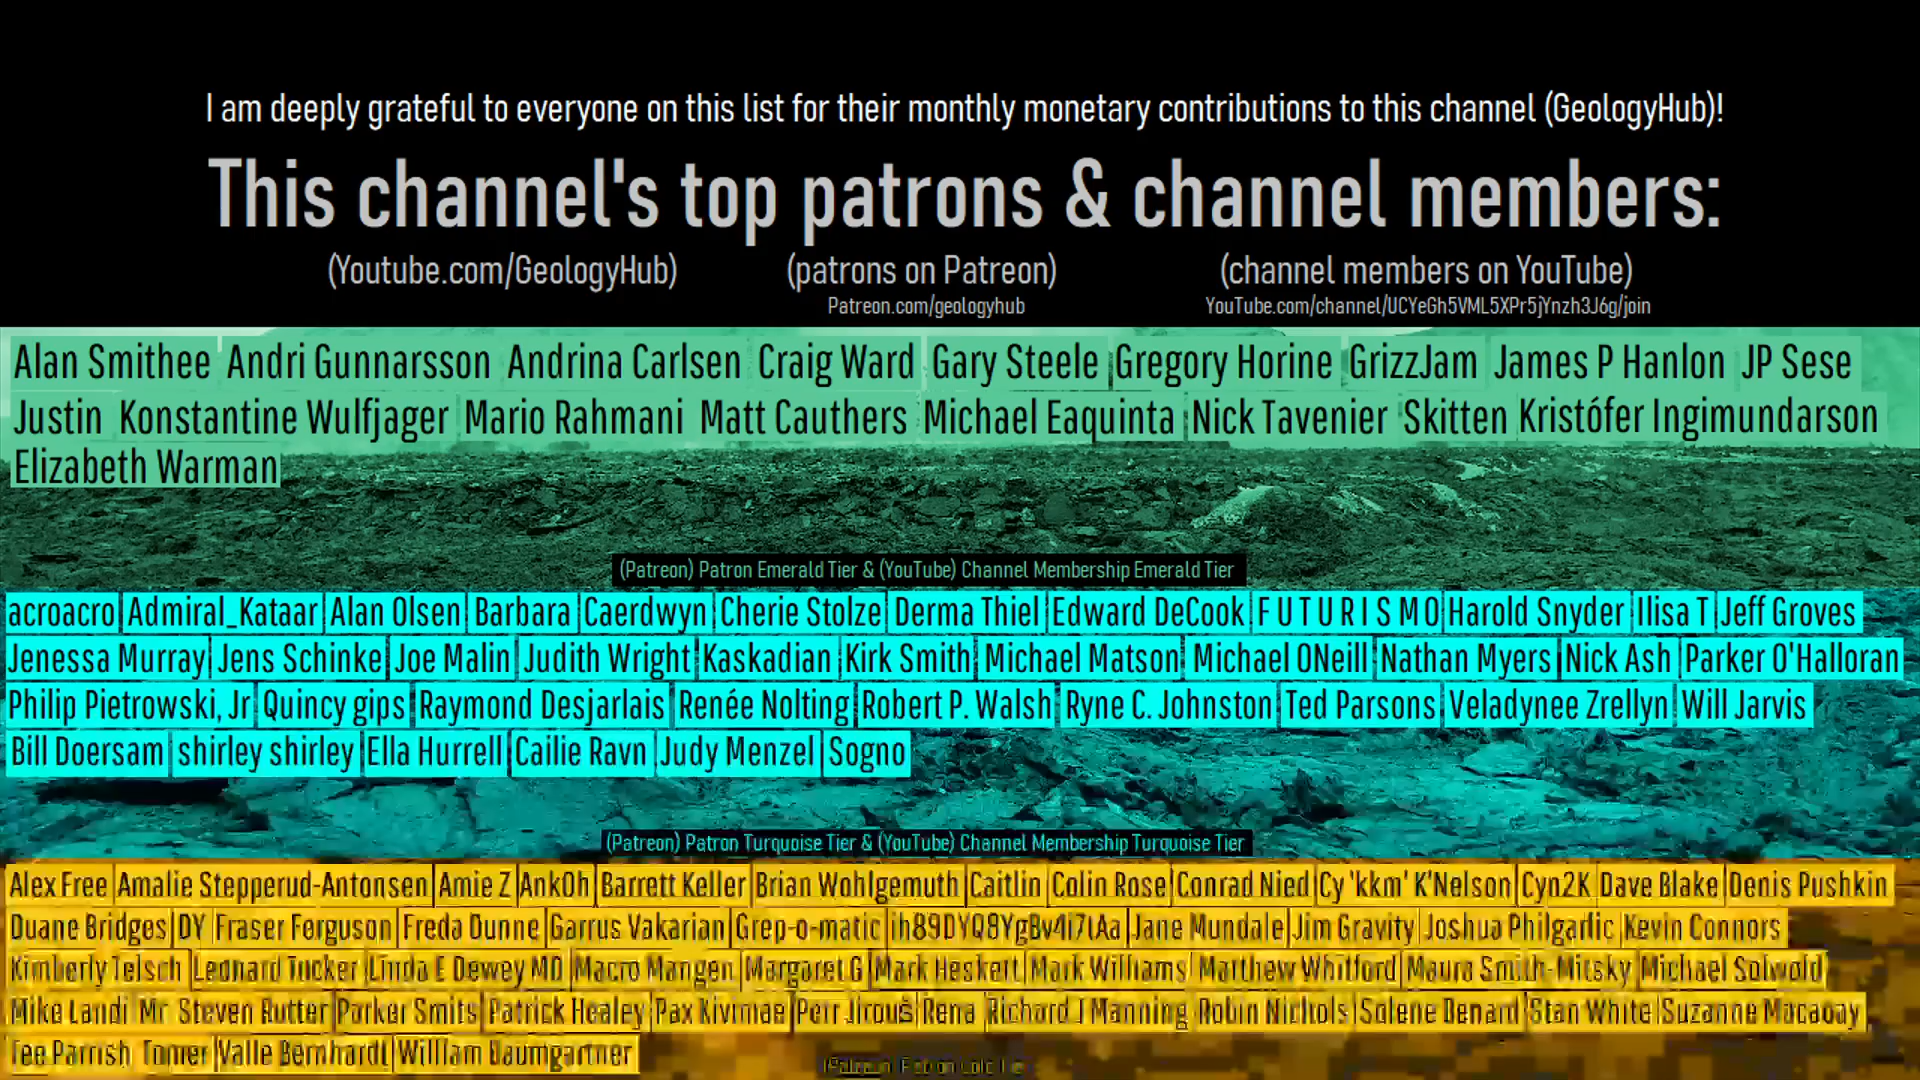 I am deeply grateful to everyone on this list for their monthly monetary contributions to this channel (GeologyHub)!
This channel's top patrons & channel members:
(Youtube.com/GeologyHub) (patrons on Patreon) (channel members on YouTube)
Patreon.com/geologyhub YouTube.com/channel/UCYeGh5VML5XPr5jYnzh3J6g/join
Alan Smithee Andri Gunnarsson Andrina Carlsen Craig Ward Gary Steele Gregory Horine GrizzJam James P Hanlon JP Sese
Justin Konstantine Wulfjager Mario Rahmani Matt Cauthers Michael Eaquinta Nick Tavenier Skitten Kristófer Ingimundarson
Elizabeth Warman
(Patreon) Patron Emerald Tier & (YouTube) Channel Membership Emerald Tier
acroacro Admiral_Kataar Alan Olsen Barbara Caerdwyn Cherie Stolze Derma Thiel Edward DeCook F U T U R I S M O Harold Snyder Ilisa T Jeff Groves
Jenessa Murray Jens Schinke Joe Malin Judith Wright Kaskadian Kirk Smith Michael Matson Michael ONeill Nathan Myers Nick Ash Parker O'Halloran
Philip Pietrowski, Jr Quincy gips Raymond Desjarlais Renée Nolting Robert P. Walsh Ryne C. Johnston Ted Parsons Veladynee Zrellyn Will Jarvis
Bill Doersam shirley shirley Ella Hurrell Cailie Ravn Judy Menzel Sogno
(Patreon) Patron Turquoise Tier & (YouTube) Channel Membership Turquoise Tier
Alex Free Amalie Stepperud-Antonsen Amie Z AnkOh Barrett Keller Brian Wohlgemuth Caitlin Colin Rose Conrad Nied Cy 'kkm' K'Nelson Cyn2K Dave Blake Denis Pushkin
Duane Bridges DY Fraser Ferguson Freda Dunne Garrus Vakarian Grep-o-matic Jane Mundale Jim Gravity Joshua Philgarlic Kevin Connors
Kimberly Telsch Leonard Tucker Linda E Dewey MD Macro Mangen Margaret G Mark Heskett Mark Williams Matthew Whitford Maura Smith-Mitsky Michael Solwold
Mike Landi Mr Steven Rutter Parker Smits Patrick Healey Pax Kivimae Petr Jirouš Rena Richard J Manning Robin Nichols Solene Denard Stan White Suzanne
Tee Parrish Tomer Valle Bernhardt William Baumgartner